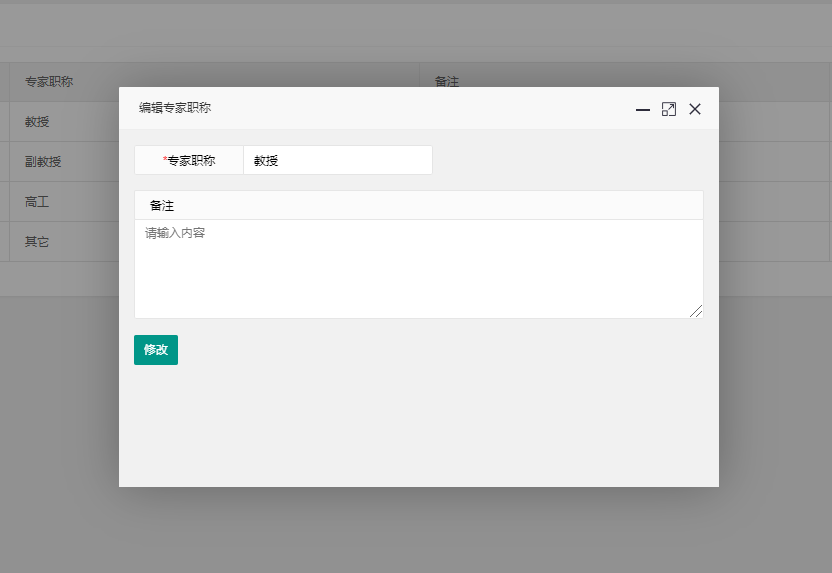 专家职称 备注
编辑专家职称
教授
*专家职称 教授
副教授
备注
高工
请输入内容
其它
修改